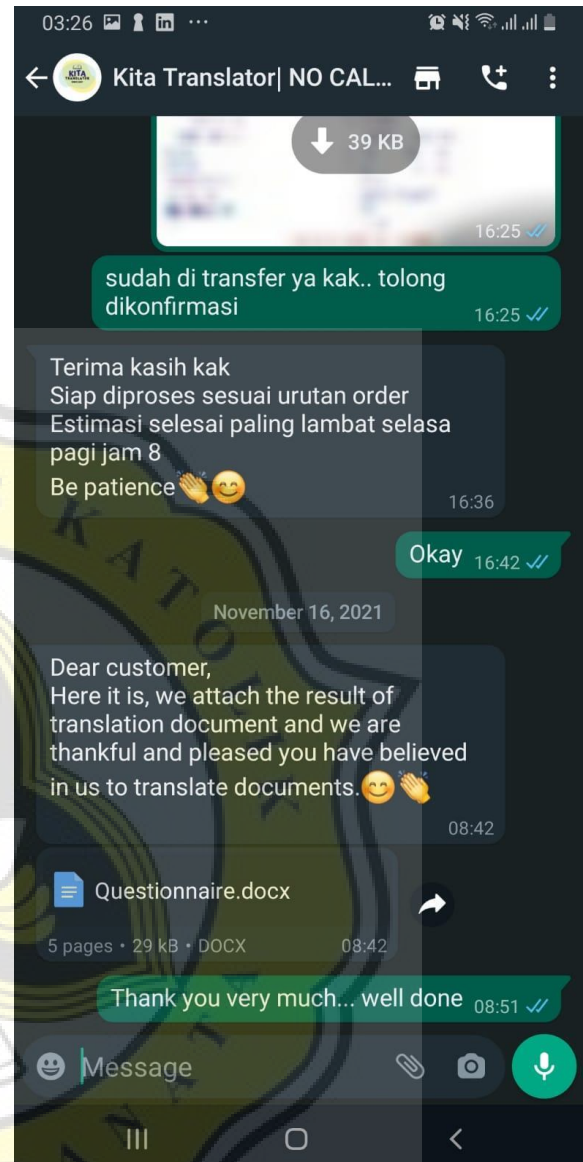 03:26
Kita Translator| NO CAL...
39 KB
16:25
sudah di transfer ya kak.. tolong
dikonfirmasi
16:25
Terima kasih kak
Siap diproses sesuai urutan order
Estimasi selesai paling lambat selasa
pagi jam 8
Be patience👏😊
16:36
Okay 16:42
November 16, 2021
Dear customer,
Here it is, we attach the result of
translation document and we are
thankful and pleased you have believed
in us to translate documents.😊👏
08:42
Questionnaire.docx
5 pages • 29 kB • DOCX 08:42
Thank you very much... well done 08:51
Message
KATOLIK